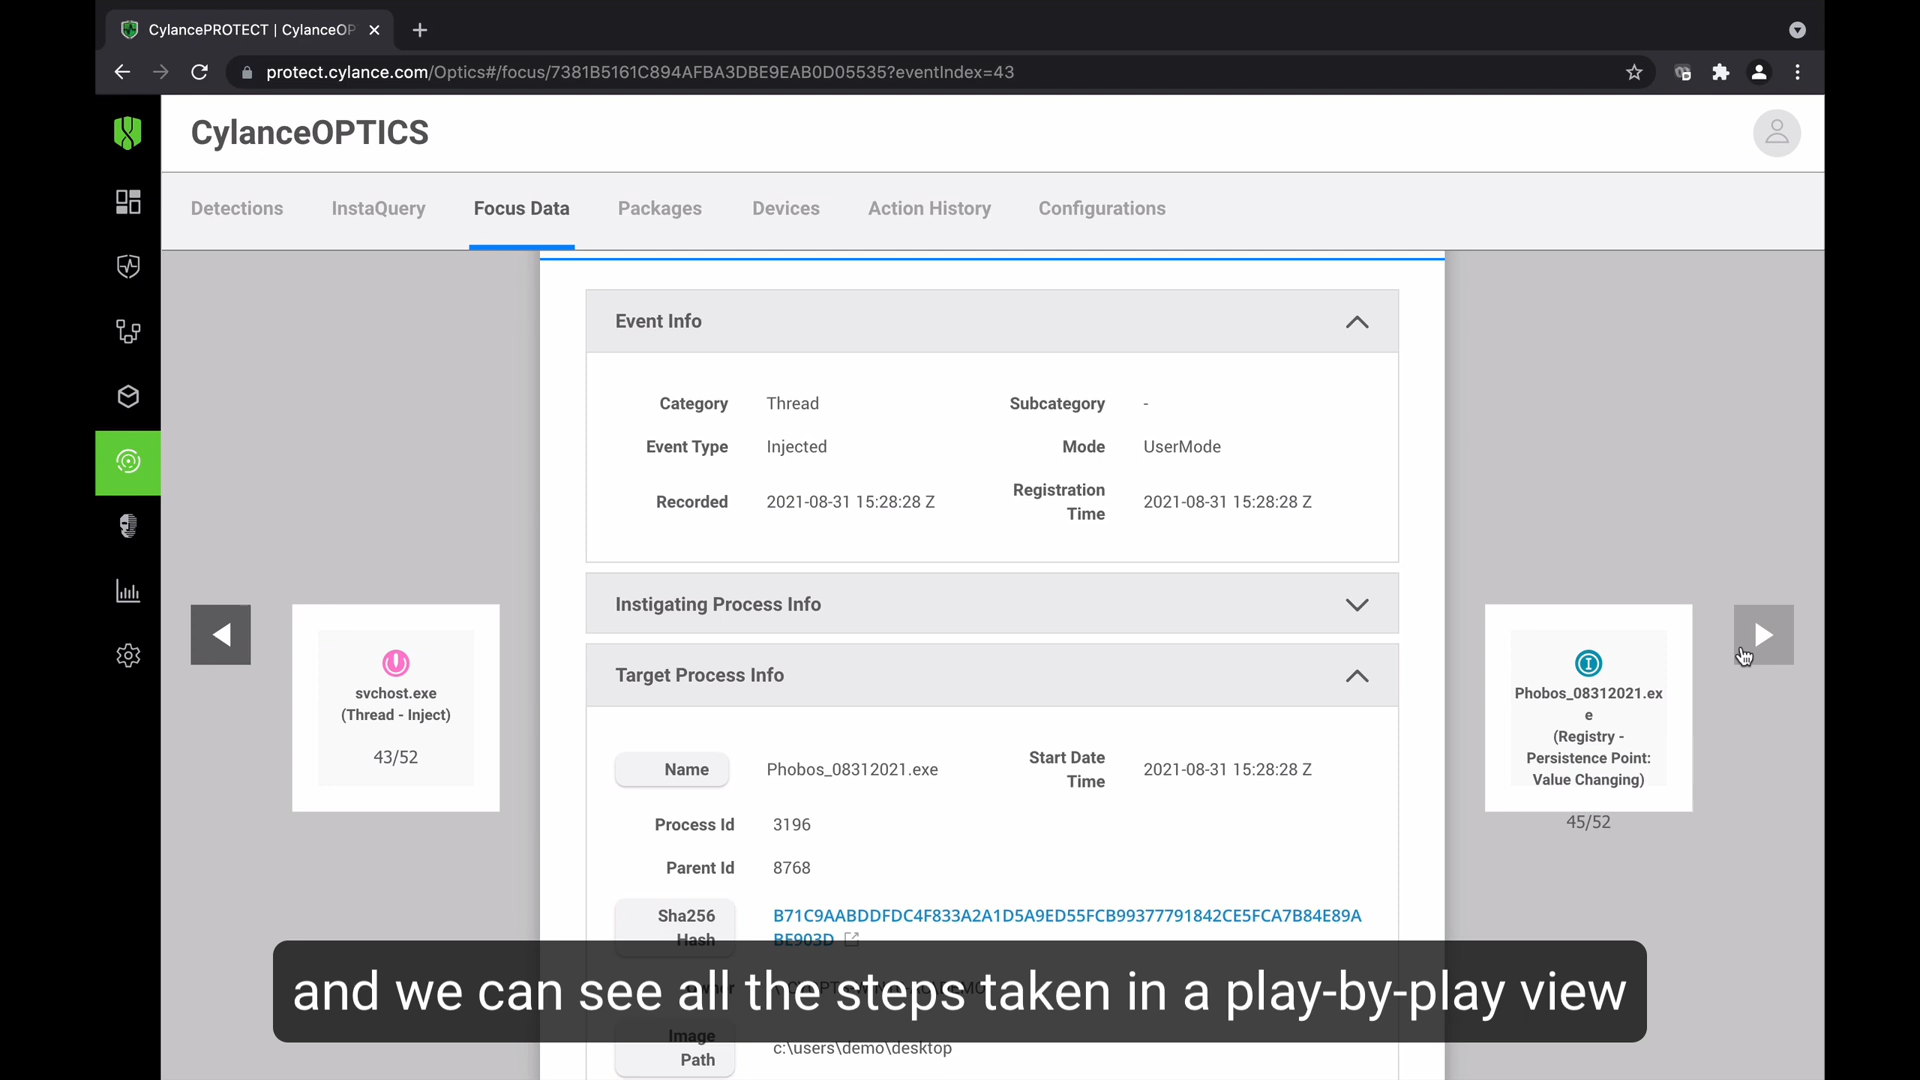 CylancePROTECT | CylanceOP
protect.cylance.com/Optics#/focus/7381B5161C894AFBA3DBE9EAB0D05535?eventIndex=43
CylanceOPTICS
Detections
InstaQuery
Focus Data
Packages
Devices
Action History
Configurations
Event Info
Category Thread
Subcategory -
Event Type Injected
Mode UserMode
Recorded 2021-08-31 15:28:28 Z
Registration
Time
2021-08-31 15:28:28 Z
Instigating Process Info
Target Process Info
svchost.exe
(Thread - Inject)
43/52
Phobos_08312021.ex
e
(Registry -
Persistence Point:
Value Changing)
45/52
Name Phobos_08312021.exe
Start Date
Time
2021-08-31 15:28:28 Z
Process Id 3196
Parent Id 8768
Sha256
Hash
B71C9AABDDFDC4F833A2A1D5A9ED55FCB99377791842CE5FCA7B84E89A
BE903D
and we can see all the steps taken in a play-by-play view
Image
Path
c:\users\demo\desktop